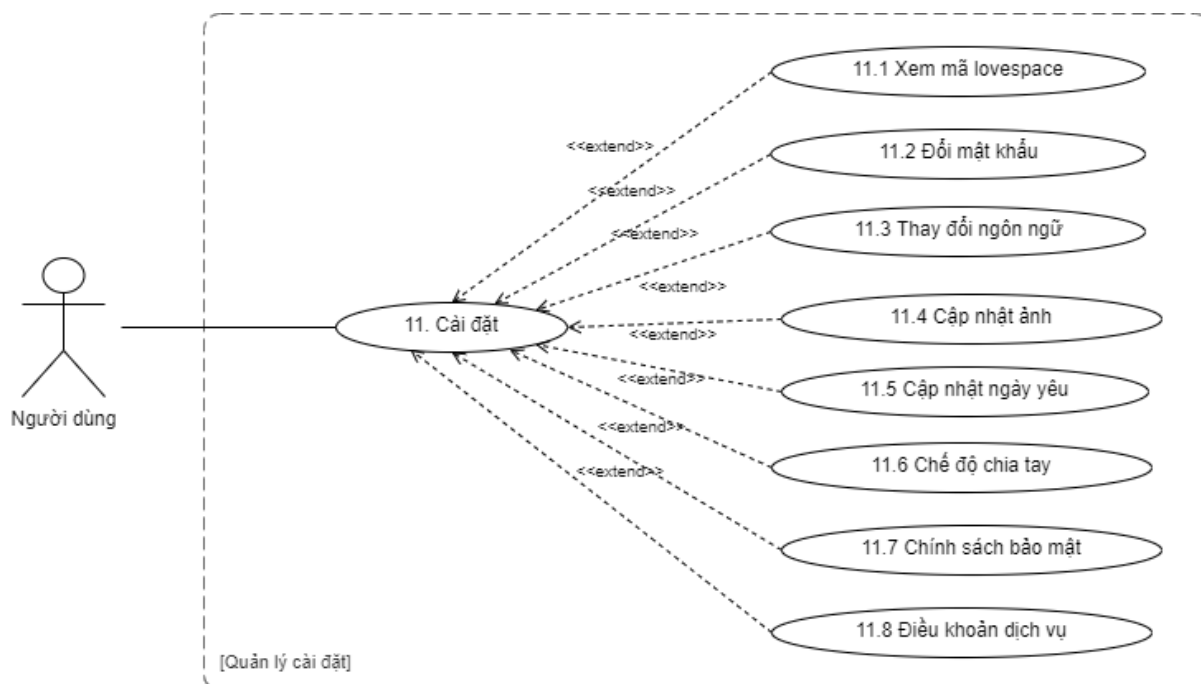 11.1 Xem mã lovespace
<<extend>>
11.2 Đổi mật khẩu
<<extend>>
11.3 Thay đổi ngôn ngữ
<<extend>>
<<extend>>
11. Cài đặt
11.4 Cập nhật ảnh
<<extend>>
<<extend>>
11.5 Cập nhật ngày yêu
Người dùng
<<extend>>
11.6 Chế độ chia tay
<<extend>>
11.7 Chính sách bảo mật
11.8 Điều khoản dịch vụ
[Quản lý cài đặt]